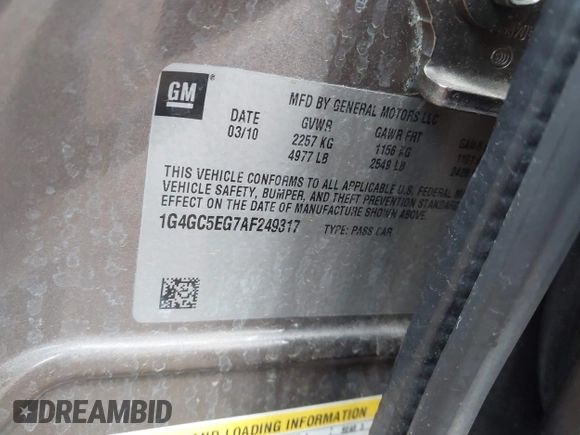 GM
MFD BY GENERAL MOTORS LLC
DATE GVWR GAWR FRT
03/10 2257 KG 1156 KG
4977 LB 2549 LB
THIS VEHICLE CONFORMS TO ALL APPLICABLE U.S. FEDERAL
VEHICLE SAFETY, BUMPER, AND THEFT PREVENTION
EFFECT ON THE DATE OF MANUFACTURE SHOWN ABOVE.
1G4GC5EG7AF249317 TYPE: PASS CAR
AND LOADING INFORMATION
DREAMBID